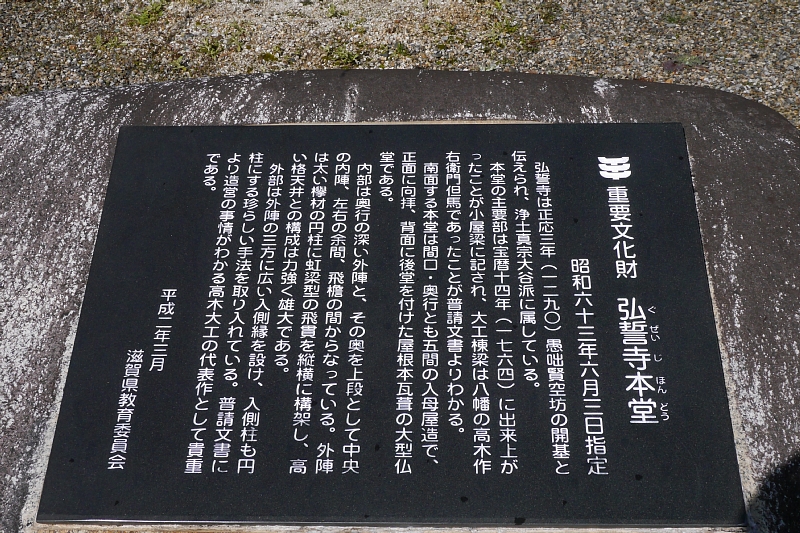 重要文化財 弘誓寺本堂
ぐぜいじほんどう
昭和六十三年六月三日指定
弘誓寺は正応三年(一二九〇)愚咄賢空坊の開基と
伝えられ、浄土真宗大谷派に属している。
本堂の主要部は宝暦十四年(一七六四)に出来上が
ったことが小屋梁に記され、大工棟梁は八幡の高木作
右衛門但馬であったことが普請文書よりわかる。
南面する本堂は間口・奥行とも五間の入母屋造で、
正面に向拝、背面に後堂を付けた屋根本瓦葺の大型仏
堂である。
内部は奥行の深い外陣と、その奥を上段として中央
の内陣、左右の余間、飛檐の間からなっている。外陣
は太い欅材の円柱に虹梁型の飛貫を縦横に構架し、高
い格天井との構成は力強く雄大である。
外部は外陣の三方に広い入側縁を設け、入側柱も円
柱にする珍らしい手法を取り入れている。普請文書に
より造営の事情がわかる高木大工の代表作として貴重
である。
平成二年三月
滋賀県教育委員会